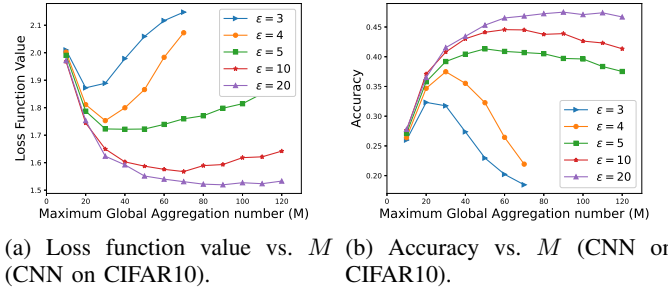 2.1
2.0
1.9
1.8
1.7
1.6
1.5
Loss Function Value
ε = 3
ε = 4
ε = 5
ε = 10
ε = 20
0 20 40 60 80 100 120
Maximum Global Aggregation number (M)
0.45
0.40
0.35
0.30
0.25
0.20
Accuracy
ε = 3
ε = 4
ε = 5
ε = 10
ε = 20
0 20 40 60 80 100 120
Maximum Global Aggregation number (M)
(a) Loss function value vs. M
(CNN on CIFAR10).
(b) Accuracy vs. M (CNN on
CIFAR10).